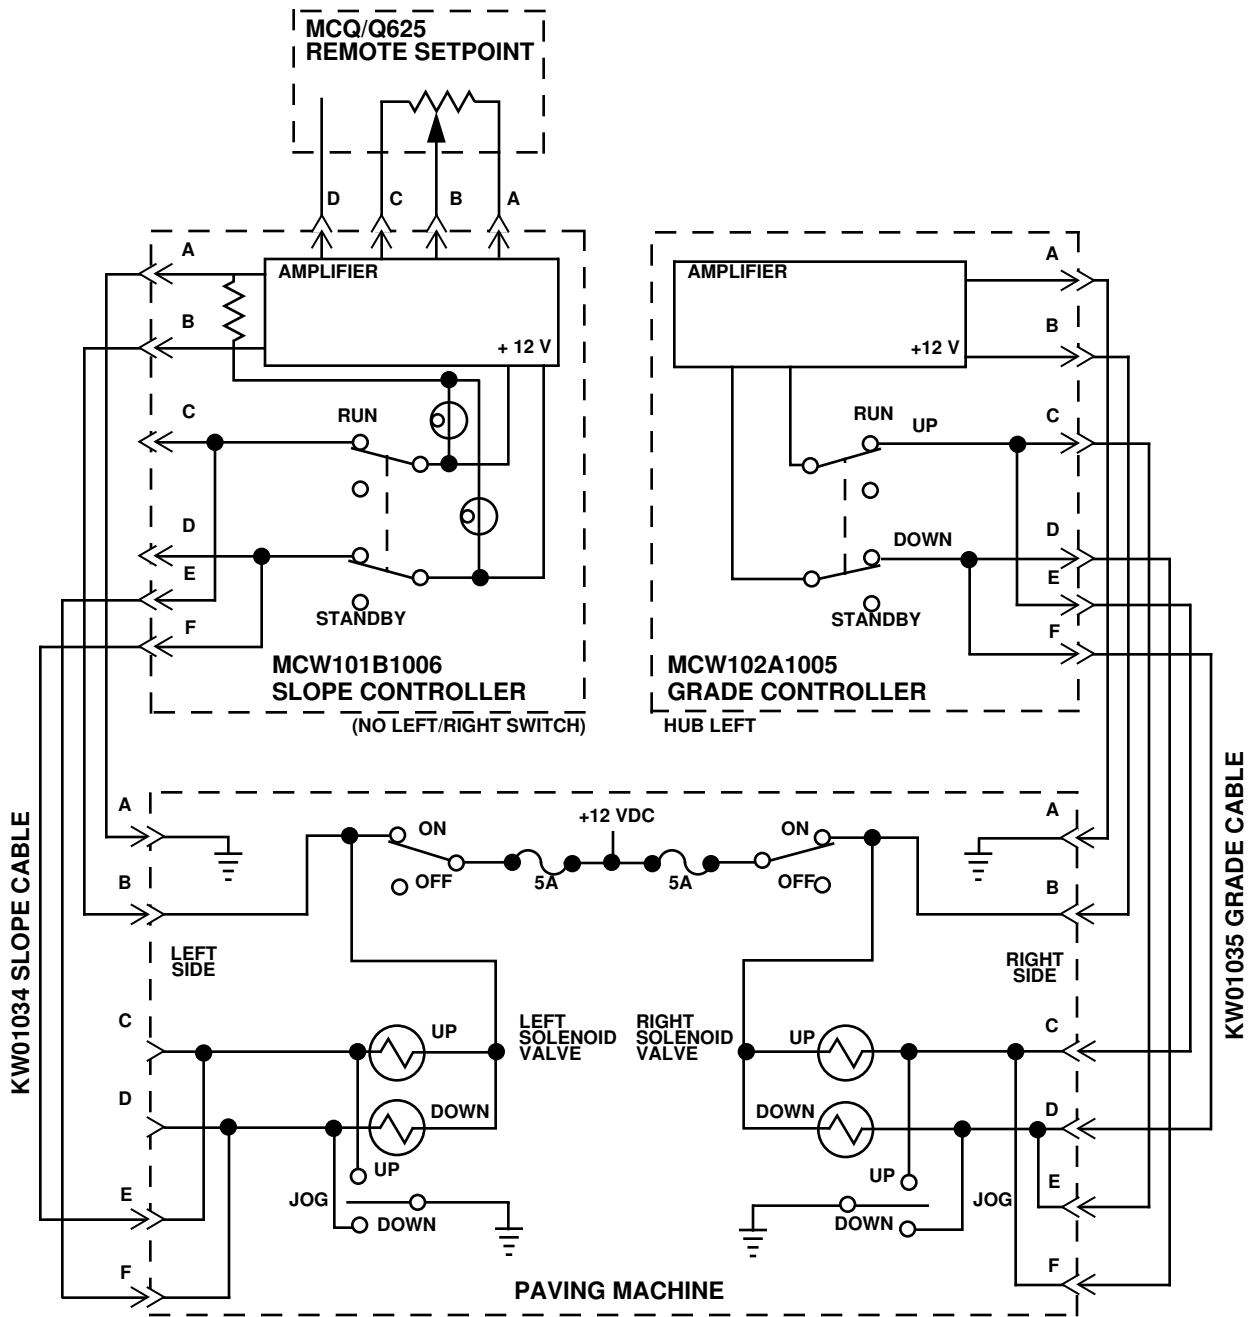 MCQ/Q625
REMOTE SETPOINT
D
C
B
A
A
B
C
D
E
F
AMPLIFIER
+ 12 V
RUN
STANDBY
MCW101B1006
SLOPE CONTROLLER
(NO LEFT/RIGHT SWITCH)
AMPLIFIER
+12 V
RUN
UP
DOWN
STANDBY
MCW102A1005
GRADE CONTROLLER
HUB LEFT
A
B
C
D
E
F
KW01034 SLOPE CABLE
KW01035 GRADE CABLE
A
B
LEFT
SIDE
C
D
E
F
ON
OFF
5A
+12 VDC
5A
ON
OFF
A
B
RIGHT
SIDE
C
D
E
F
UP
DOWN
LEFT
SOLENOID
VALVE
RIGHT
SOLENOID
VALVE
UP
DOWN
UP
JOG
DOWN
UP
JOG
DOWN
PAVING MACHINE